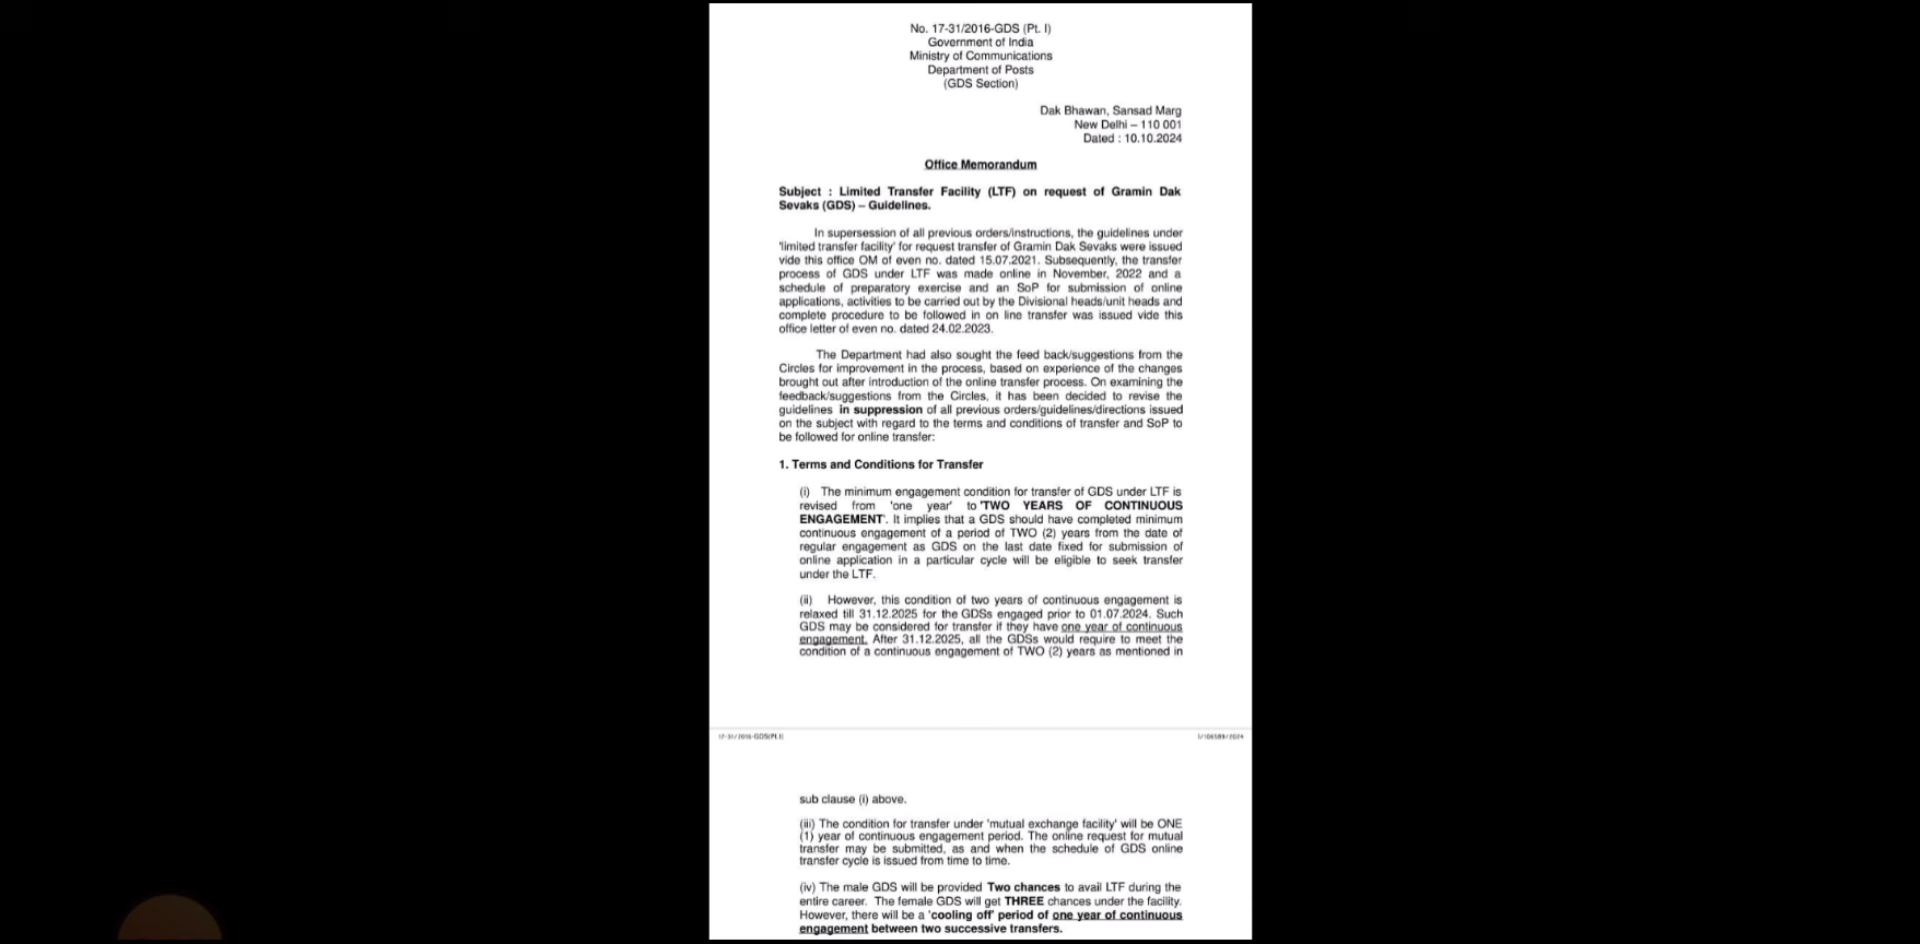 No. 17-31/2016-GDS (Pt. I)
Government of India
Ministry of Communications
Department of Posts
(GDS Section)
Dak Bhawan, Sansad Marg
New Delhi – 110 001
Dated : 10.10.2024
Office Memorandum
Subject : Limited Transfer Facility (LTF) on request of Gramin Dak
Sevaks (GDS) – Guidelines.
In supersession of all previous orders/instructions, the guidelines under
'limited transfer facility' for request transfer of Gramin Dak Sevaks were issued
vide this office OM of even no. dated 15.07.2021. Subsequently, the transfer
process of GDS under LTF was made online in November, 2022 and a
schedule of preparatory exercise and an SoP for submission of online
applications, activities to be carried out by the Divisional heads/unit heads and
complete procedure to be followed in on line transfer was issued vide this
office letter of even no. dated 24.02.2023.
The Department had also sought the feed back/suggestions from the
Circles for improvement in the process, based on experience of the changes
brought out after introduction of the online transfer process. On examining the
feedback/suggestions from the Circles, it has been decided to revise the
guidelines in suppression of all previous orders/guidelines/directions issued
on the subject with regard to the terms and conditions of transfer and SoP to
be followed for online transfer:
1. Terms and Conditions for Transfer
(i) The minimum engagement condition for transfer of GDS under LTF is
revised from 'one year' to 'TWO YEARS OF CONTINUOUS
ENGAGEMENT'. It implies that a GDS should have completed minimum
continuous engagement of a period of TWO (2) years from the date of
regular engagement as GDS on the last date fixed for submission of
online application in a particular cycle will be eligible to seek transfer
under the LTF.
(ii) However, this condition of two years of continuous engagement is
relaxed till 31.12.2025 for the GDSs engaged prior to 01.07.2024. Such
GDS may be considered for transfer if they have one year of continuous
engagement. After 31.12.2025, all the GDSs would require to meet the
condition of a continuous engagement of TWO (2) years as mentioned in
17-31/2016-GDS(Pt.I)
sub clause (i) above.
(iii) The condition for transfer under 'mutual exchange facility' will be ONE
(1) year of continuous engagement period. The online request for mutual
transfer may be submitted, as and when the schedule of GDS online
transfer cycle is issued from time to time.
(iv) The male GDS will be provided Two chances to avail LTF during the
entire career. The female GDS will get THREE chances under the facility.
However, there will be a 'cooling off' period of one year of continuous
engagement between two successive transfers.